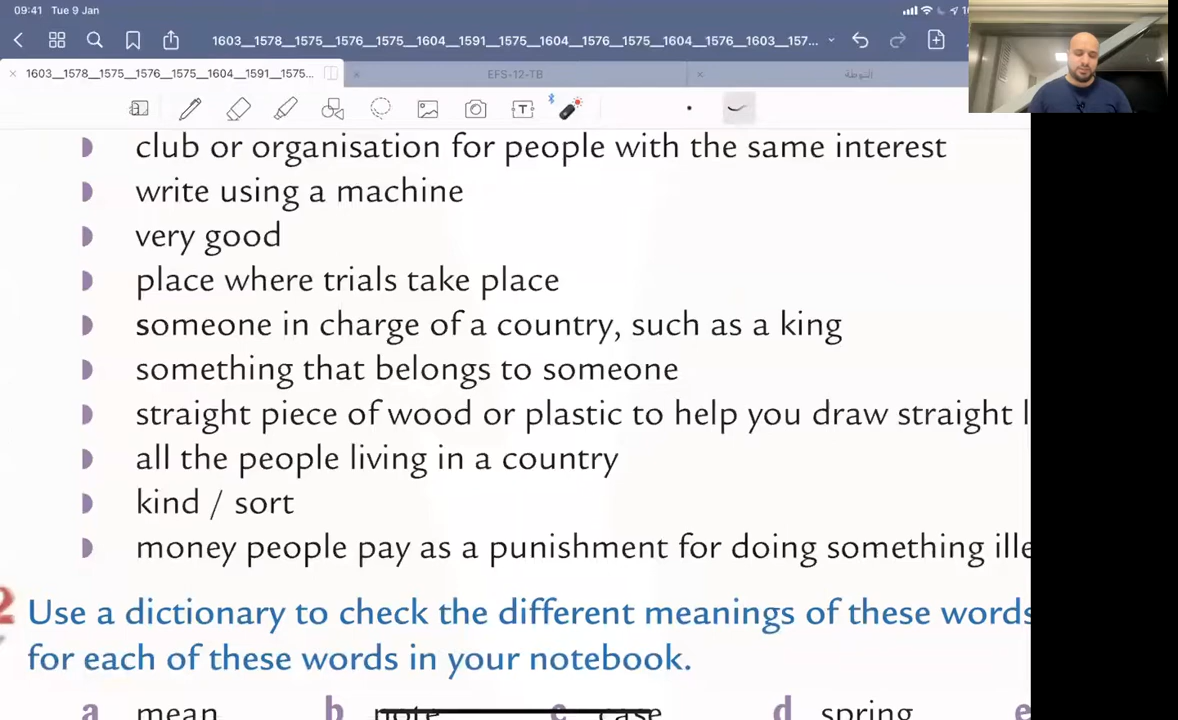 09:41 Tue 9 Jan
1603__1578__1575__1576__1575__1604__1591__1575__1604__1576__1575__1604__1576__1603__157...
1603__1578__1575__1576__1575__1604__1591__1575...
EFS-12-TB
النوطة
club or organisation for people with the same interest
write using a machine
very good
place where trials take place
someone in charge of a country, such as a king
something that belongs to someone
straight piece of wood or plastic to help you draw straight l
all the people living in a country
kind / sort
money people pay as a punishment for doing something ille
2 Use a dictionary to check the different meanings of these words
for each of these words in your notebook.
a mean b note c case d spring e